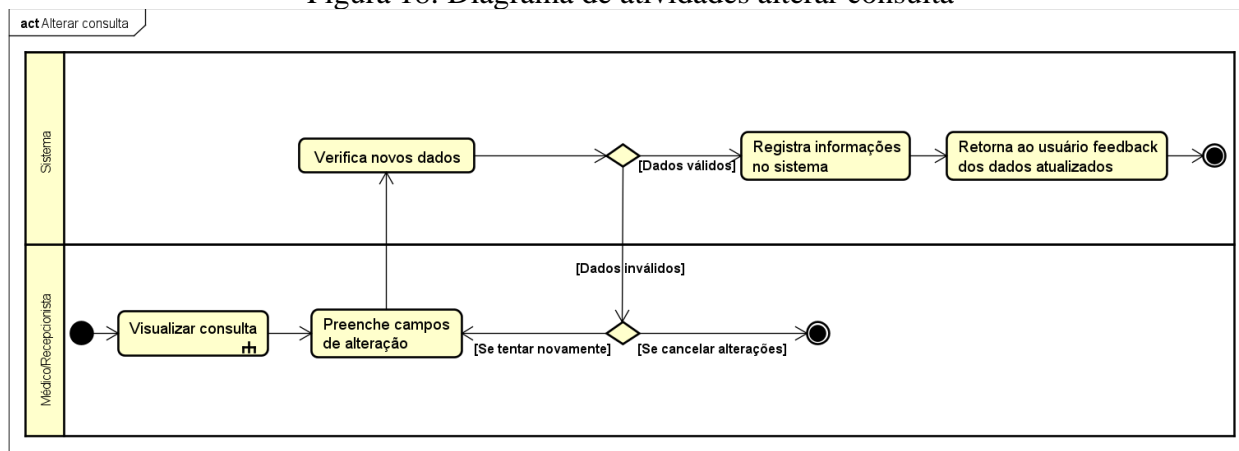 Figura 18: Diagrama de atividades alterar consulta
act Alterar consulta
Sistema
Verifica novos dados
[Dados válidos]
Registra informações
no sistema
Retorna ao usuário feedback
dos dados atualizados
[Dados inválidos]
Médico/Recepcionista
Visualizar consulta
Preenche campos
de alteração
[Se tentar novamente]
[Se cancelar alterações]